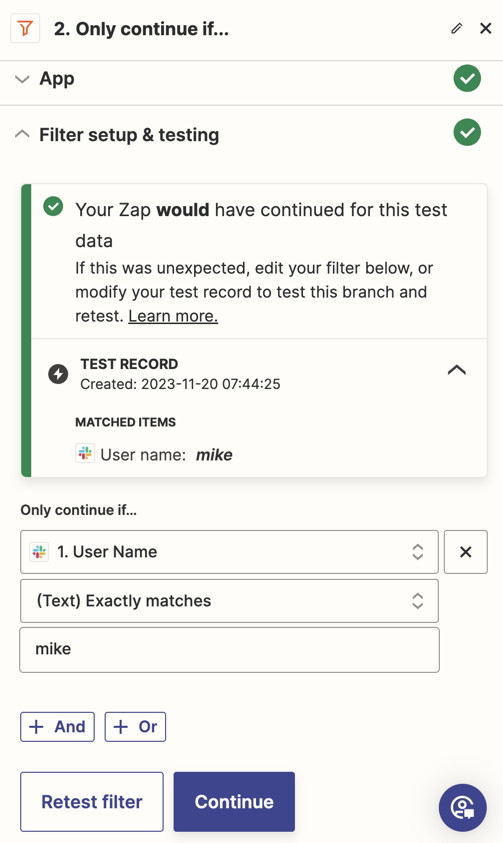 2. Only continue if...
App
Filter setup & testing
Your Zap would have continued for this test
data
If this was unexpected, edit your filter below, or
modify your test record to test this branch and
retest. Learn more.
TEST RECORD
Created: 2023-11-20 07:44:25
MATCHED ITEMS
User name: mike
Only continue if...
1. User Name
(Text) Exactly matches
mike
+ And + Or
Retest filter Continue